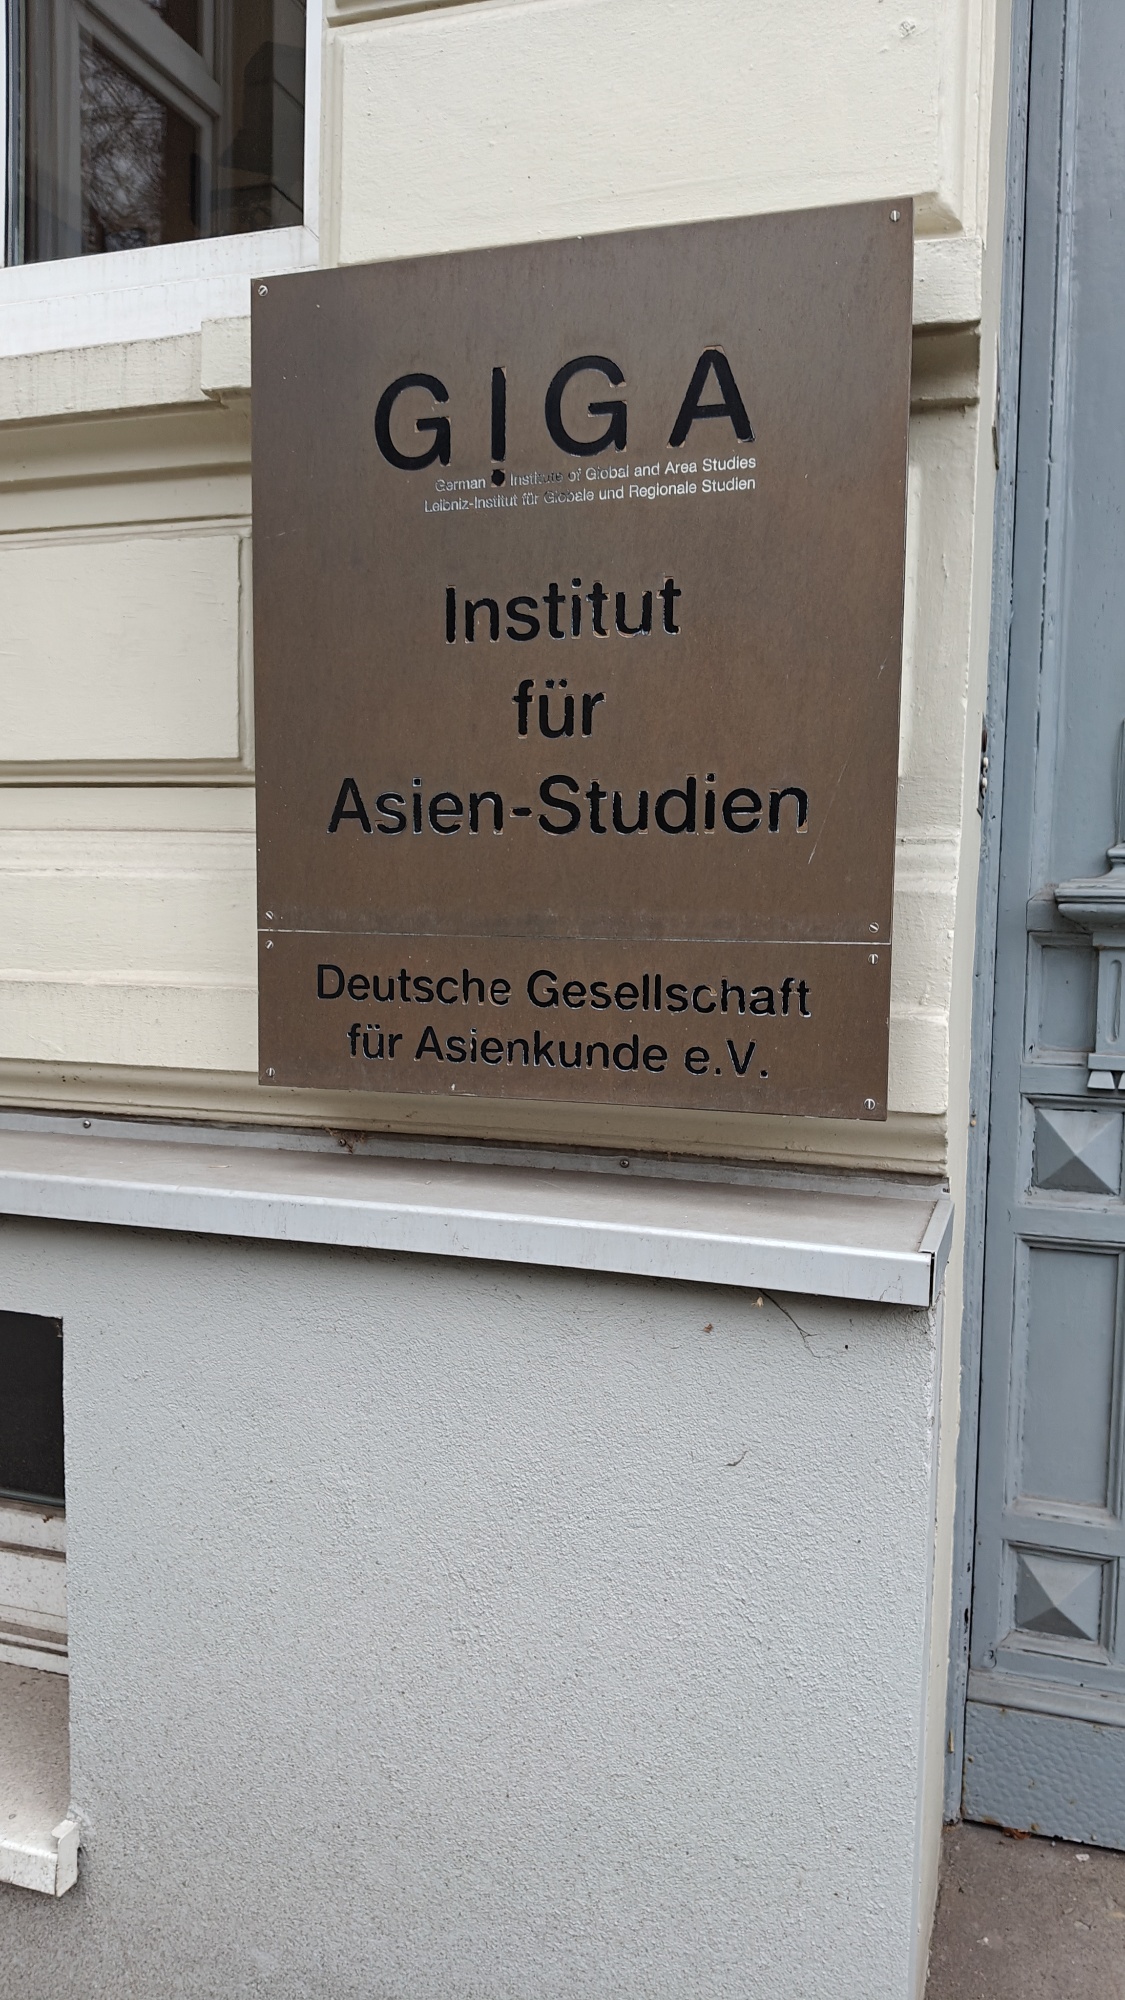 GIGA
German Institute of Global and Area Studies
Leibniz-Institut für Globale und Regionale Studien
Institut
für
Asien-Studien
Deutsche Gesellschaft
für Asienkunde e.V.